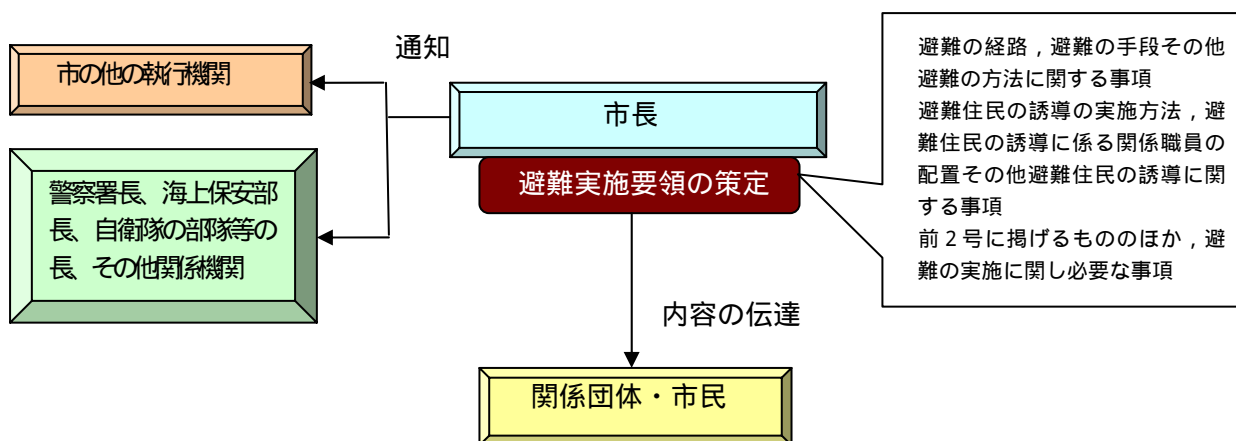 通知
市の他の執行機関
警察署長、海上保安部
長、自衛隊の部隊等の
長、その他関係機関
市長
避難実施要領の策定
避難の経路，避難の手段その他
避難の方法に関する事項
避難住民の誘導の実施方法，避
難住民の誘導に係る関係職員の
配置その他避難住民の誘導に関
する事項
前２号に掲げるもののほか，避
難の実施に関し必要な事項
内容の伝達
関係団体・市民